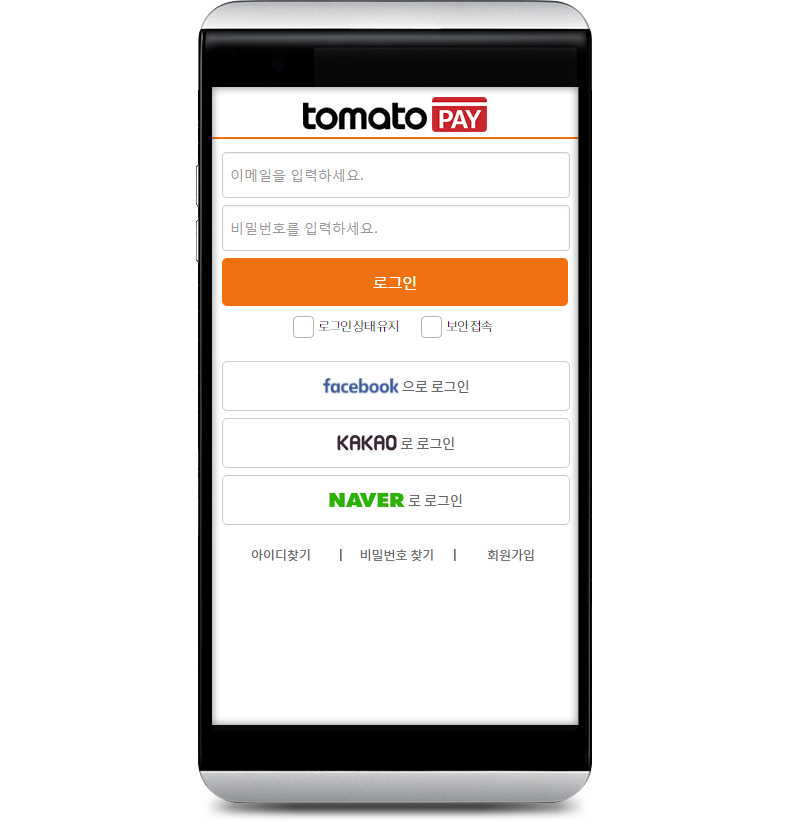 tomato PAY
이메일을 입력하세요.
비밀번호를 입력하세요.
로그인
로그인상태유지 보안접속
facebook 으로 로그인
KAKAO 로 로그인
NAVER 로 로그인
아이디찾기 | 비밀번호 찾기 | 회원가입